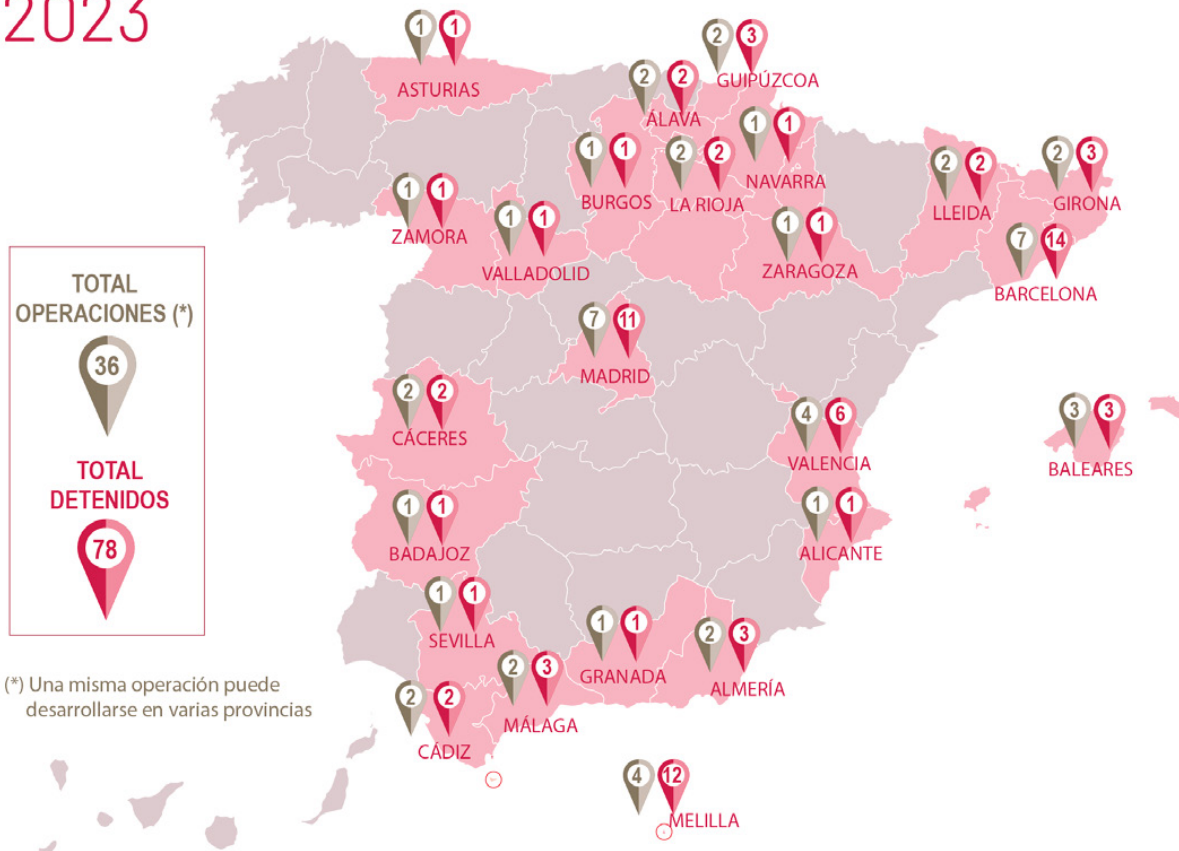 2023
1 1
ASTURIAS
2 3
GUIPÚZCOA
2 2
ÁLAVA
1 1
NAVARRA
1 1
BURGOS
2 2
LA RIOJA
2 2
LLEIDA
2 3
GIRONA
1 1
ZAMORA
1 1
VALLADOLID
1 1
ZARAGOZA
7 14
BARCELONA
TOTAL
OPERACIONES (*)
36
TOTAL
DETENIDOS
78
7 11
MADRID
2 2
CÁCERES
4 6
VALENCIA
3 3
BALEARES
1 1
BADAJOZ
1 1
ALICANTE
1 1
SEVILLA
1 1
GRANADA
2 3
ALMERÍA
2 3
MÁLAGA
2 2
CÁDIZ
4 12
MELILLA
(*) Una misma operación puede
desarrollarse en varias provincias